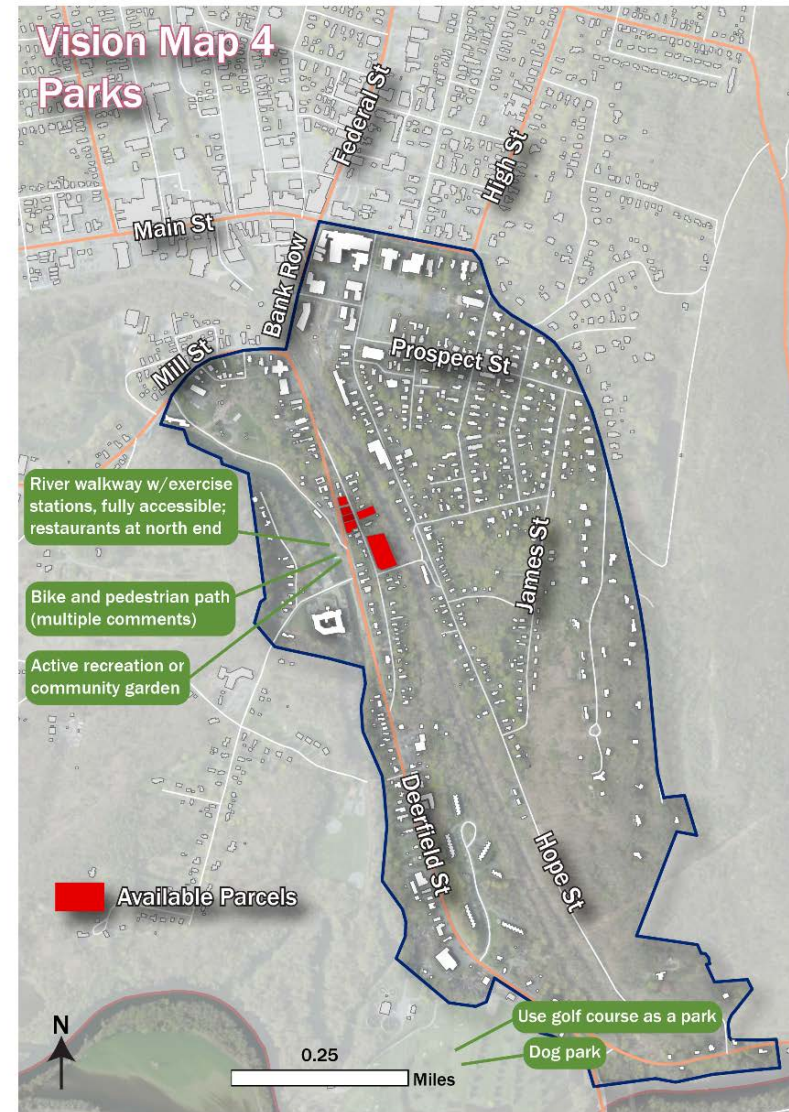 Vision Map 4
Parks
Federal St
High St
Main St
Bank Row
Mill St
Prospect St
River walkway w/exercise
stations, fully accessible;
restaurants at north end
James St
Bike and pedestrian path
(multiple comments)
Active recreation or
community garden
Deerfield St
Hope St
Available Parcels
Use golf course as a park
Dog park
N
0.25
Miles